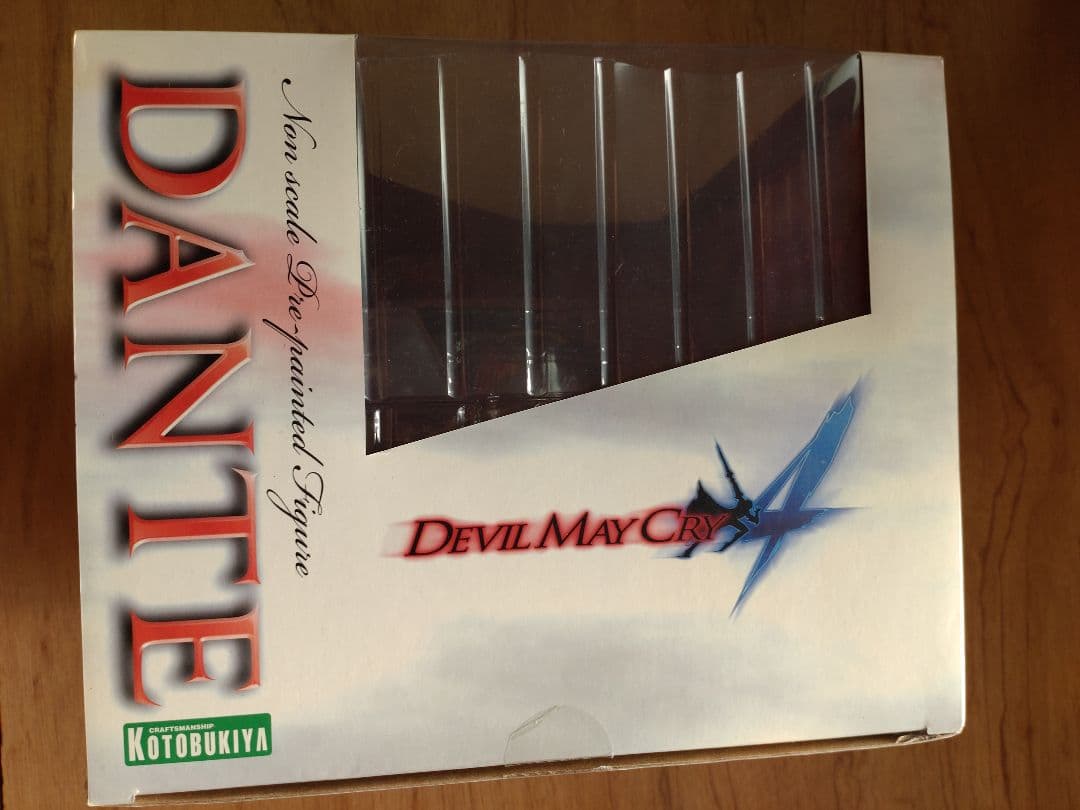 DANTE
Non scale Pre-painted Figure
DEVIL MAY CRY 4
CRAFTSMANSHIP
KOTOBUKIYA